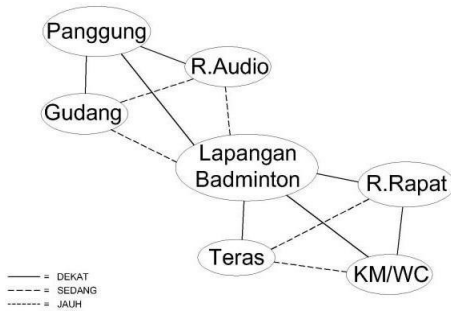 Panggung
R.Audio
Gudang
Lapangan
Badminton
R.Rapat
Teras
KM/WC
= DEKAT
= SEDANG
= JAUH